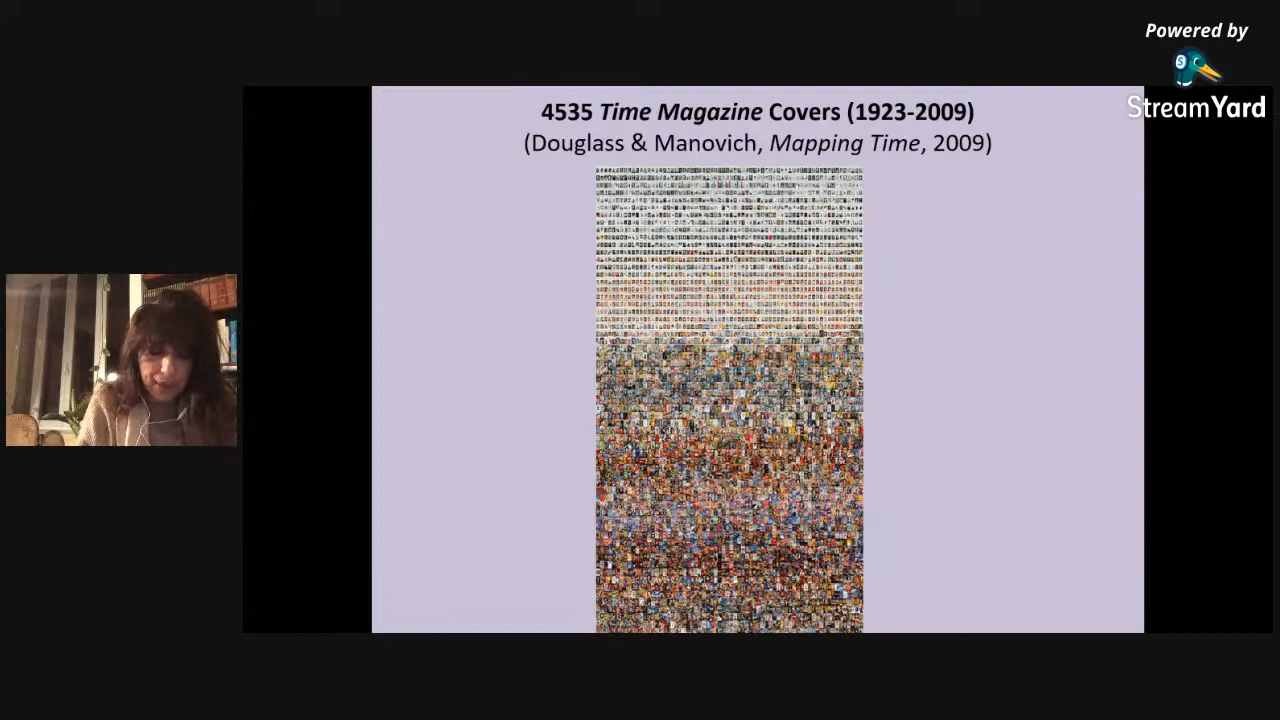 Powered by
StreamYard
4535 Time Magazine Covers (1923-2009)
(Douglass & Manovich, Mapping Time, 2009)